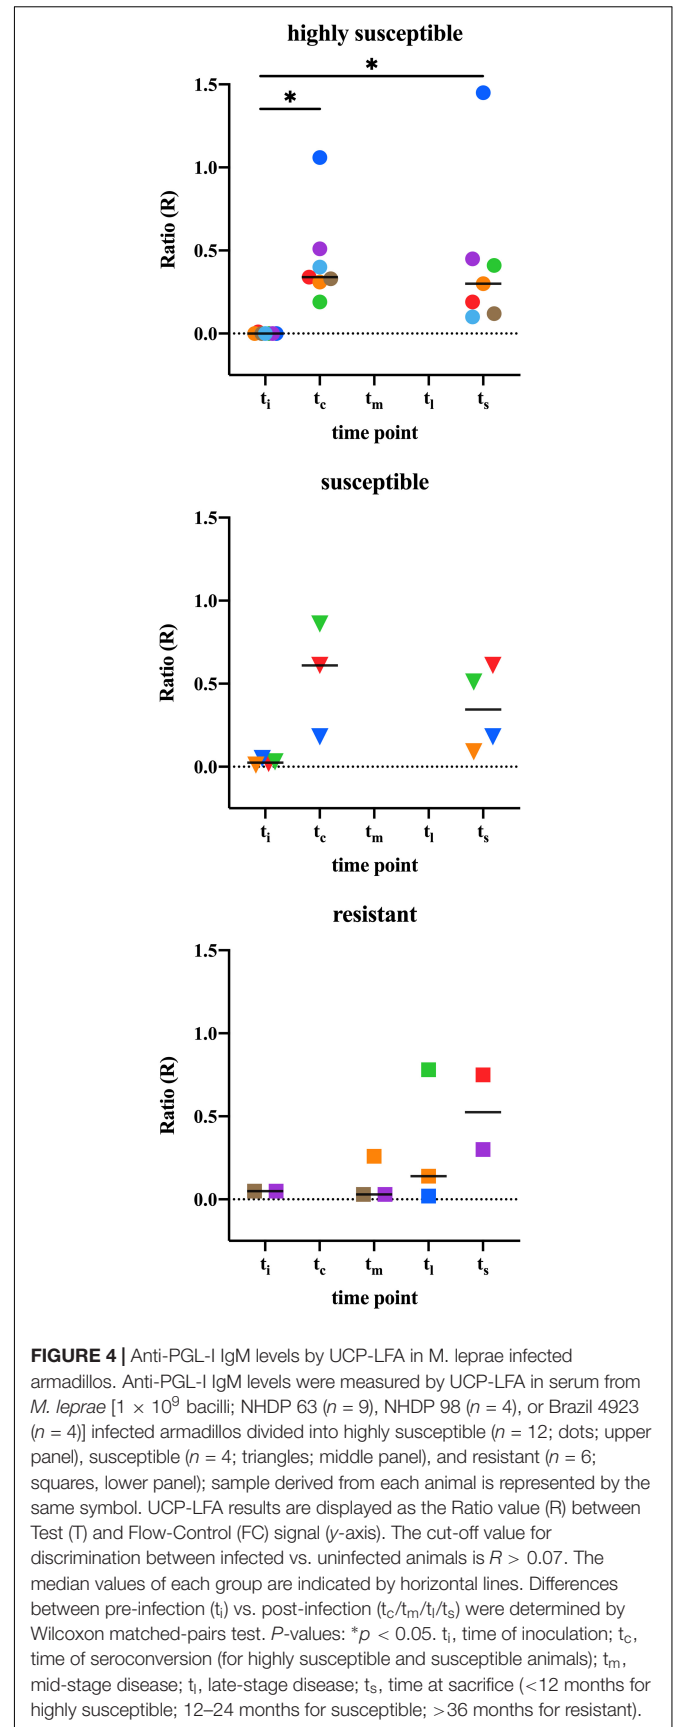 highly susceptible
*
*
1.5
1.0
0.5
0.0
Ratio (R)
tᵢ t꜀ tₘ tₗ tₛ
time point
susceptible
1.5
1.0
0.5
0.0
Ratio (R)
tᵢ t꜀ tₘ tₗ tₛ
time point
resistant
1.5
1.0
0.5
0.0
Ratio (R)
tᵢ t꜀ tₘ tₗ tₛ
time point
FIGURE 4 | Anti-PGL-I IgM levels by UCP-LFA in M. leprae infected
armadillos. Anti-PGL-I IgM levels were measured by UCP-LFA in serum from
M. leprae [1 × 10⁹ bacilli; NHDP 63 (n = 9), NHDP 98 (n = 4), or Brazil 4923
(n = 4)] infected armadillos divided into highly susceptible (n = 12; dots; upper
panel), susceptible (n = 4; triangles; middle panel), and resistant (n = 6;
squares, lower panel); sample derived from each animal is represented by the
same symbol. UCP-LFA results are displayed as the Ratio value (R) between
Test (T) and Flow-Control (FC) signal (y-axis). The cut-off value for
discrimination between infected vs. uninfected animals is R > 0.07. The
median values of each group are indicated by horizontal lines. Differences
between pre-infection (tᵢ) vs. post-infection (t꜀/tₘ/tₗ/tₛ) were determined by
Wilcoxon matched-pairs test. P-values: *p < 0.05. tᵢ, time of inoculation; t꜀,
time of seroconversion (for highly susceptible and susceptible animals); tₘ,
mid-stage disease; tₗ, late-stage disease; tₛ, time at sacrifice (<12 months for
highly susceptible; 12–24 months for susceptible; >36 months for resistant).